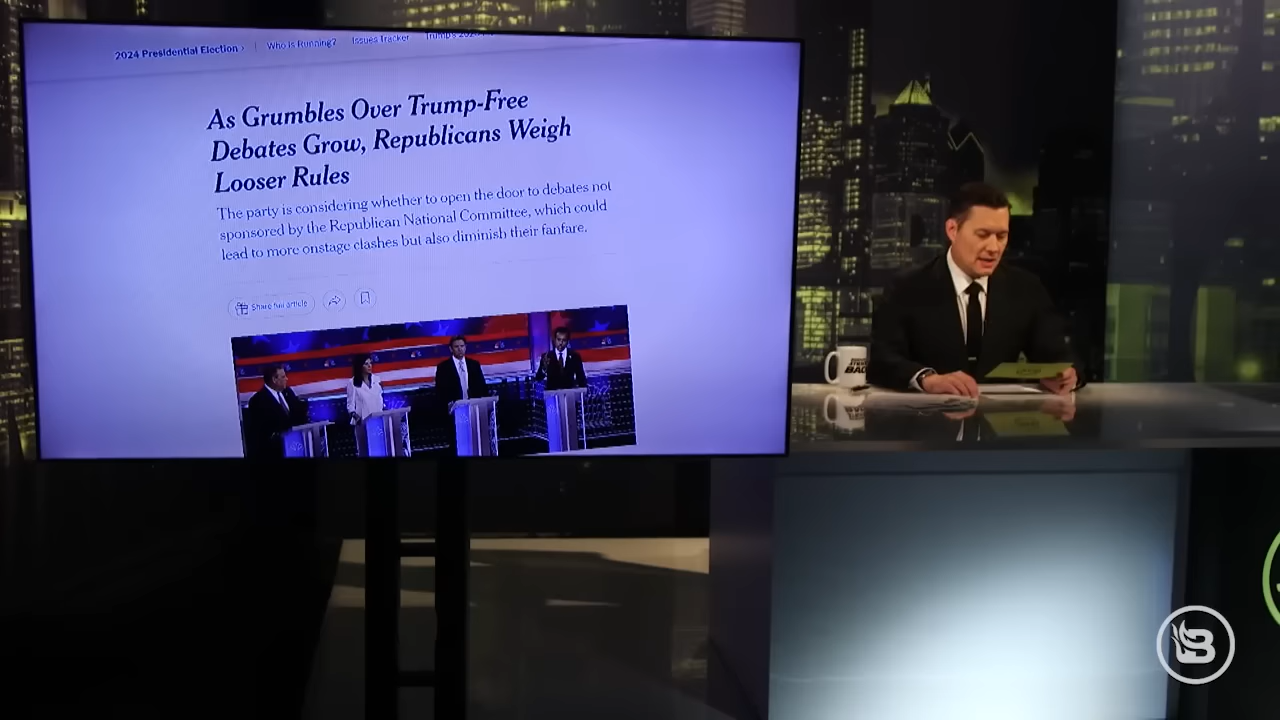 2024 Presidential Election ›
Who is Running?
Issues Tracker
As Grumbles Over Trump-Free
Debates Grow, Republicans Weigh
Looser Rules
The party is considering whether to open the door to debates not
sponsored by the Republican National Committee, which could
lead to more onstage clashes but also diminish their fanfare.
Share full article
BACK
B